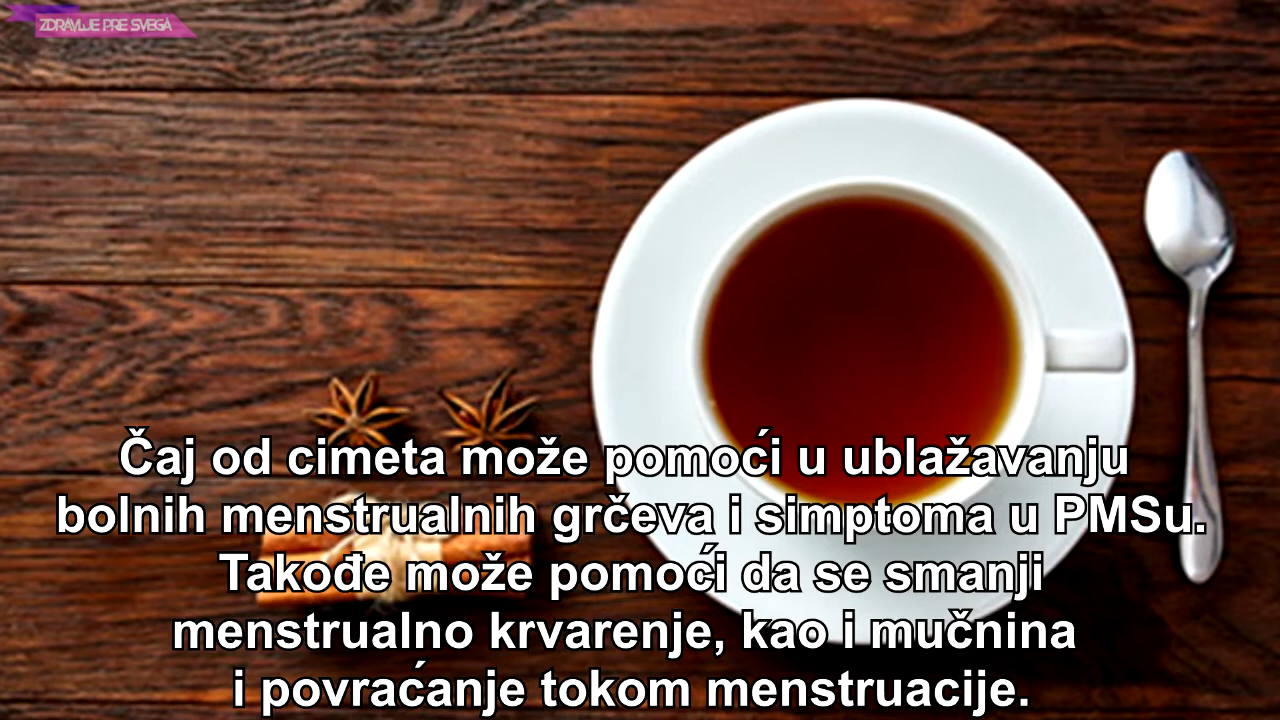 ZDRAVLJE PRE SVEGA
Čaj od cimeta može pomoći u ublažavanju
bolnih menstrualnih grčeva i simptoma u PMSu.
Takođe može pomoći da se smanji
menstrualno krvarenje, kao i mučnina
i povraćanje tokom menstruacije.